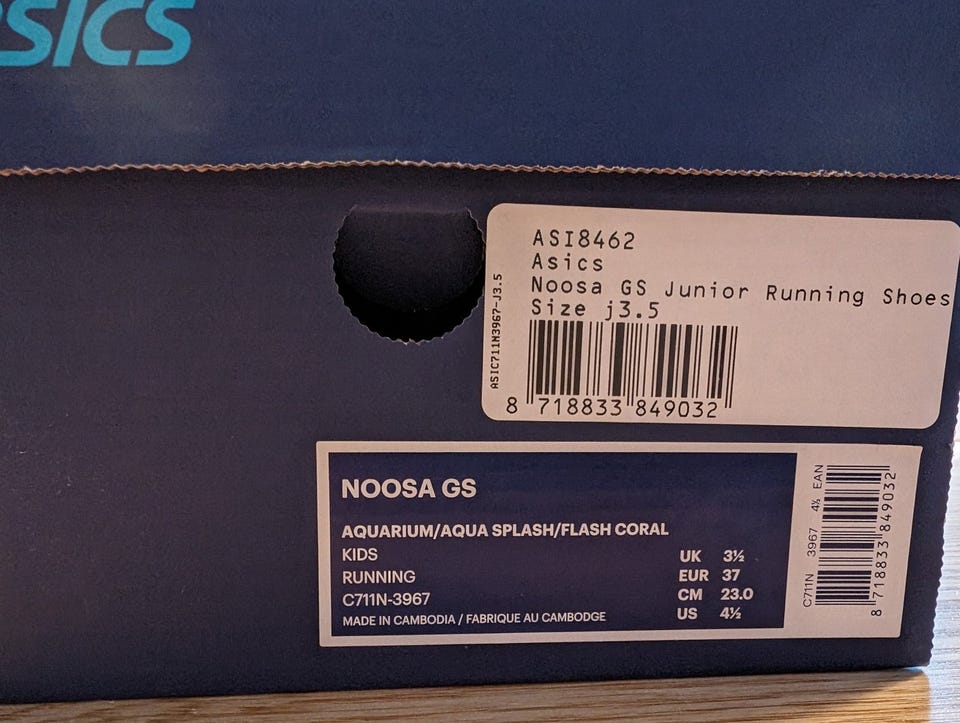 ASICS
ASI8462
Asics
Noosa GS Junior Running Shoes
Size j3.5
ASIC711N3967-J3.5
8 718833 849032
NOOSA GS
AQUARIUM/AQUA SPLASH/FLASH CORAL
KIDS
RUNNING
C711N-3967
MADE IN CAMBODIA / FABRIQUE AU CAMBODGE
UK 3½
EUR 37
CM 23.0
US 4½
C711N 3967 4½ EAN
8 718833 849032